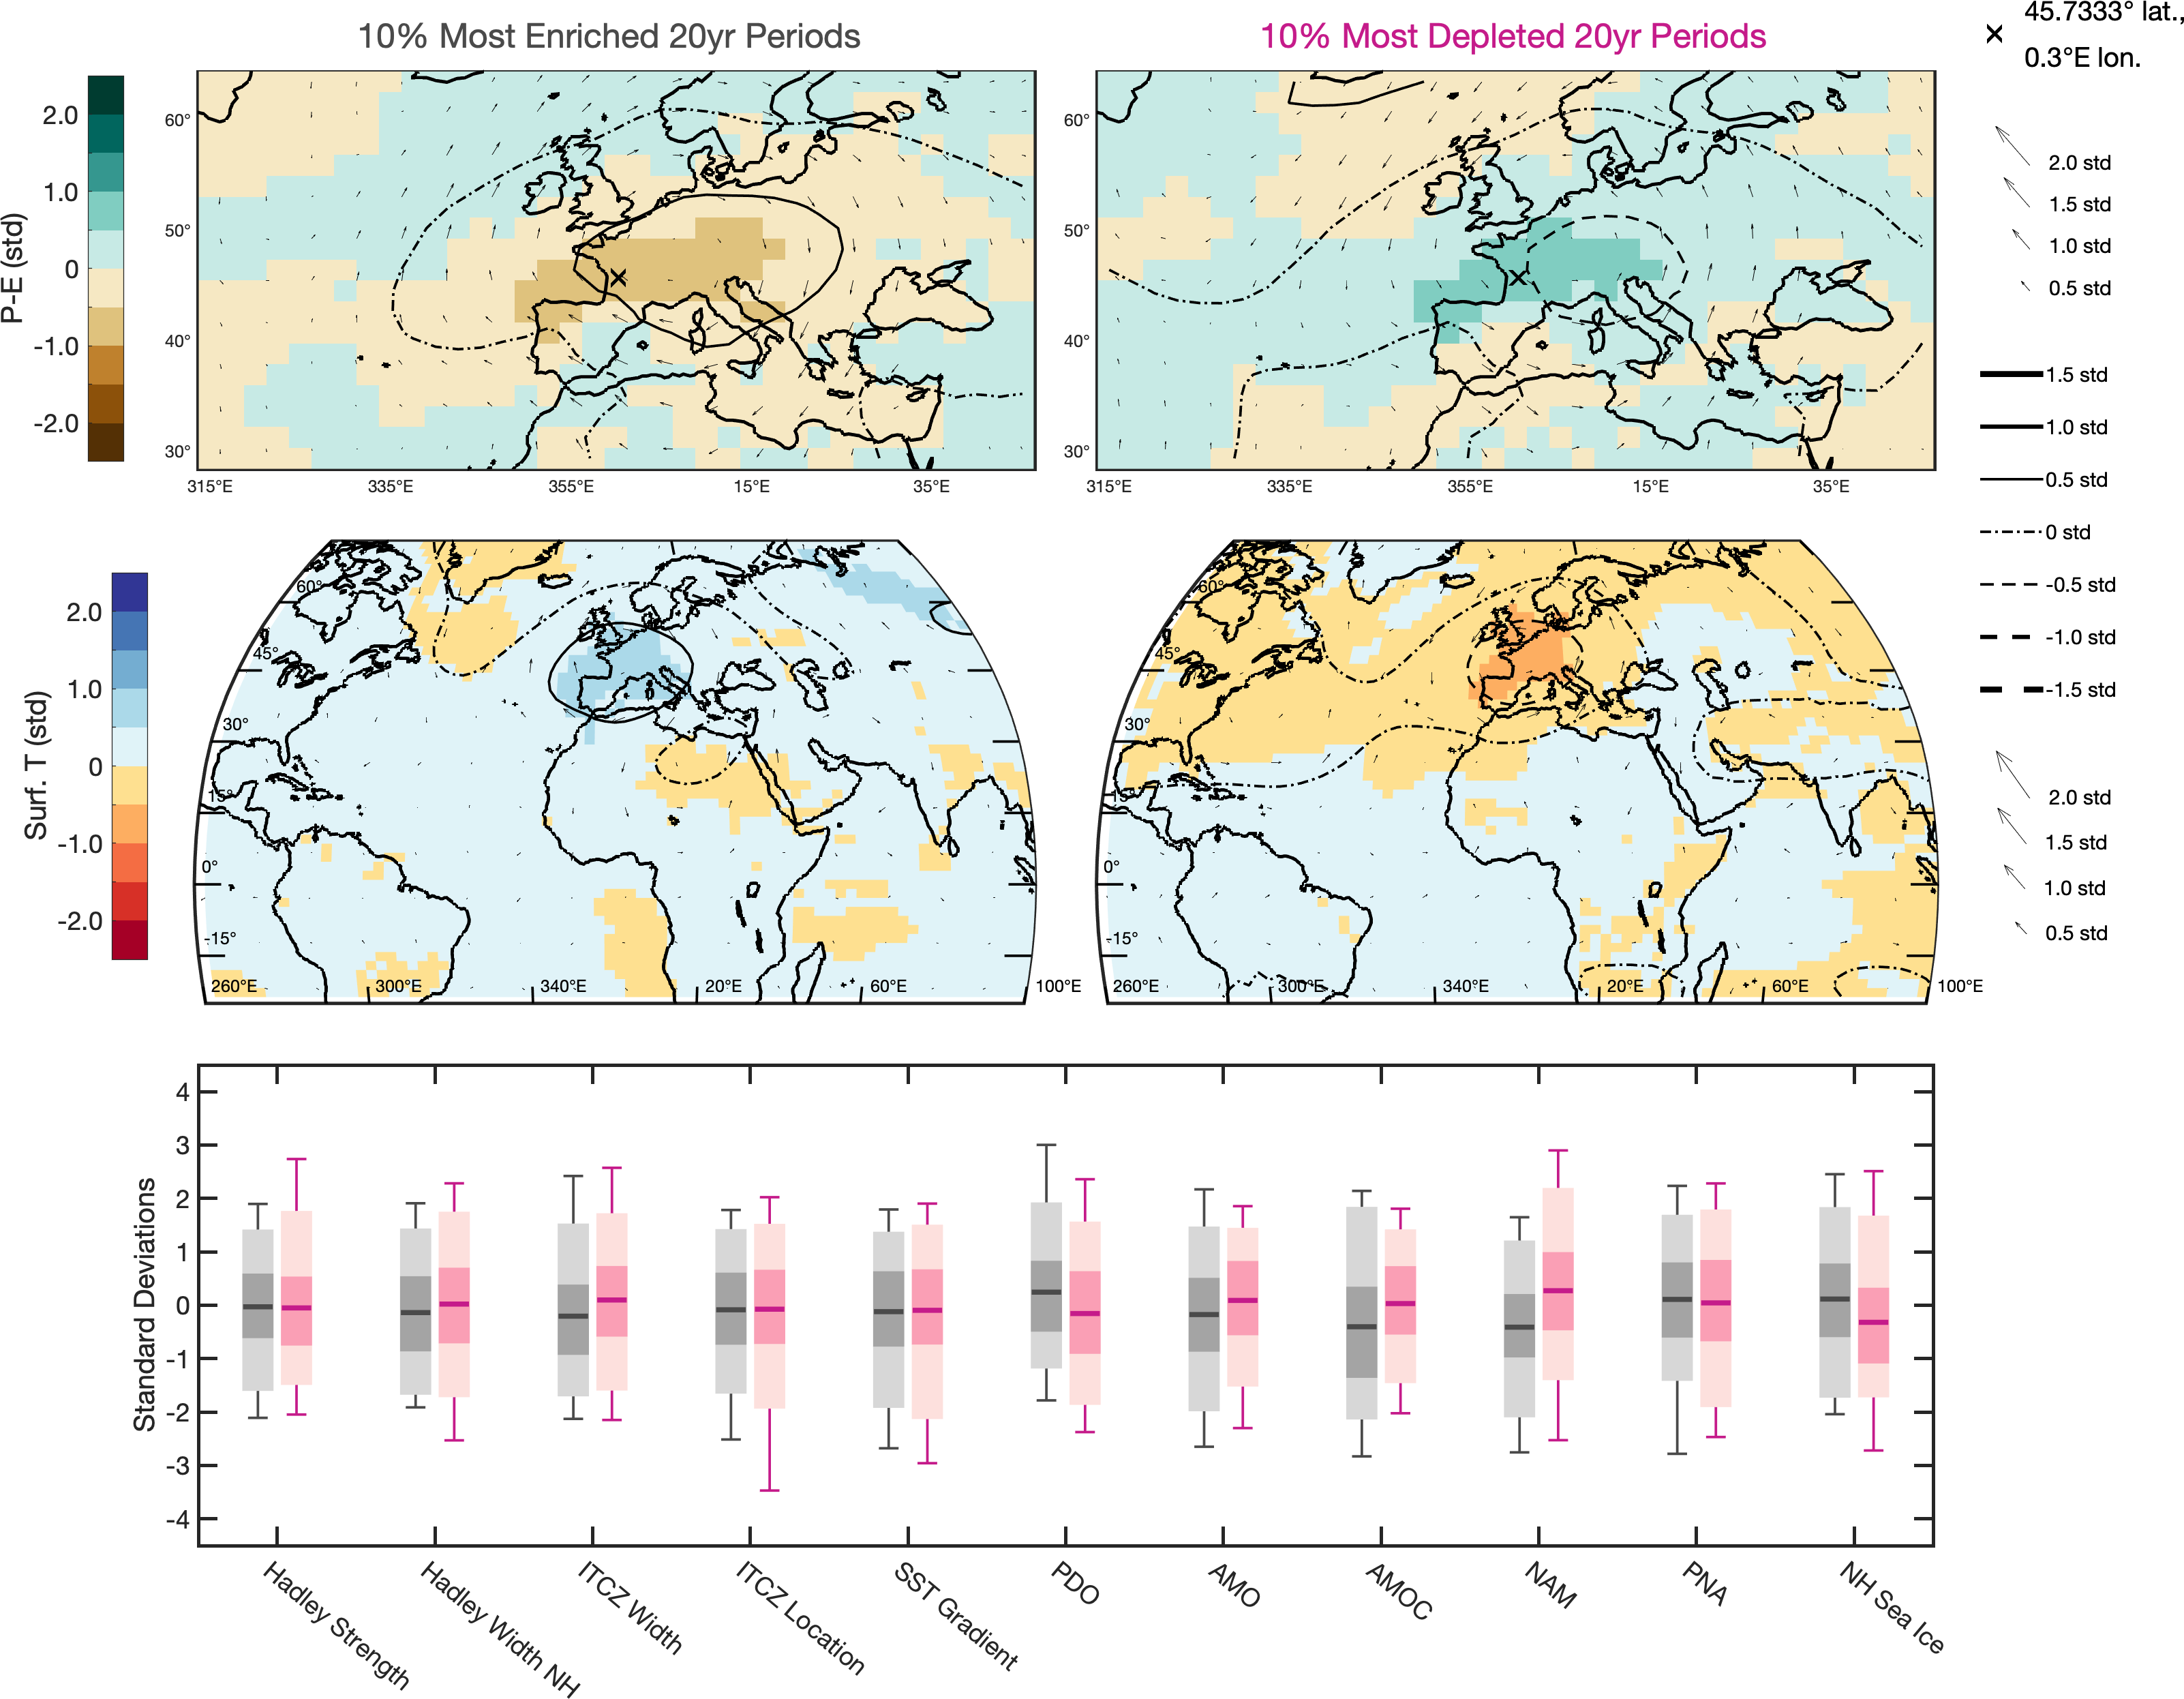 10% Most Enriched 20yr Periods
10% Most Depleted 20yr Periods
45.7333° lat.,
0.3°E lon.
P-E (std)
2.0
1.0
0
-1.0
-2.0
60°
50°
40°
30°
315°E 335°E 355°E 15°E 35°E
60°
50°
40°
30°
315°E 335°E 355°E 15°E 35°E
2.0 std
1.5 std
1.0 std
0.5 std
1.5 std
1.0 std
0.5 std
0 std
-0.5 std
-1.0 std
-1.5 std
Surf. T (std)
2.0
1.0
0
-1.0
-2.0
60°
45°
30°
15°
0°
-15°
260°E 300°E 340°E 20°E 60°E 100°E
60°
45°
30°
15°
0°
-15°
260°E 300°E 340°E 20°E 60°E 100°E
2.0 std
1.5 std
1.0 std
0.5 std
Standard Deviations
4
3
2
1
0
-1
-2
-3
-4
Hadley Strength
Hadley Width NH
ITCZ Width
ITCZ Location
SST Gradient
PDO
AMO
AMOC
NAM
PNA
NH Sea Ice